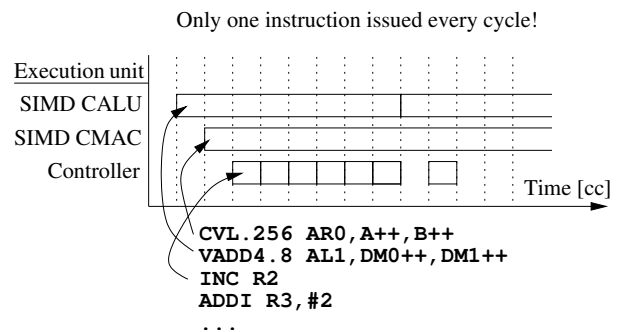 Only one instruction issued every cycle!
Execution unit
SIMD CALU
SIMD CMAC
Controller
Time [cc]
CVL.256 AR0,A++,B++
VADD4.8 AL1,DM0++,DM1++
INC R2
ADDI R3,#2
...